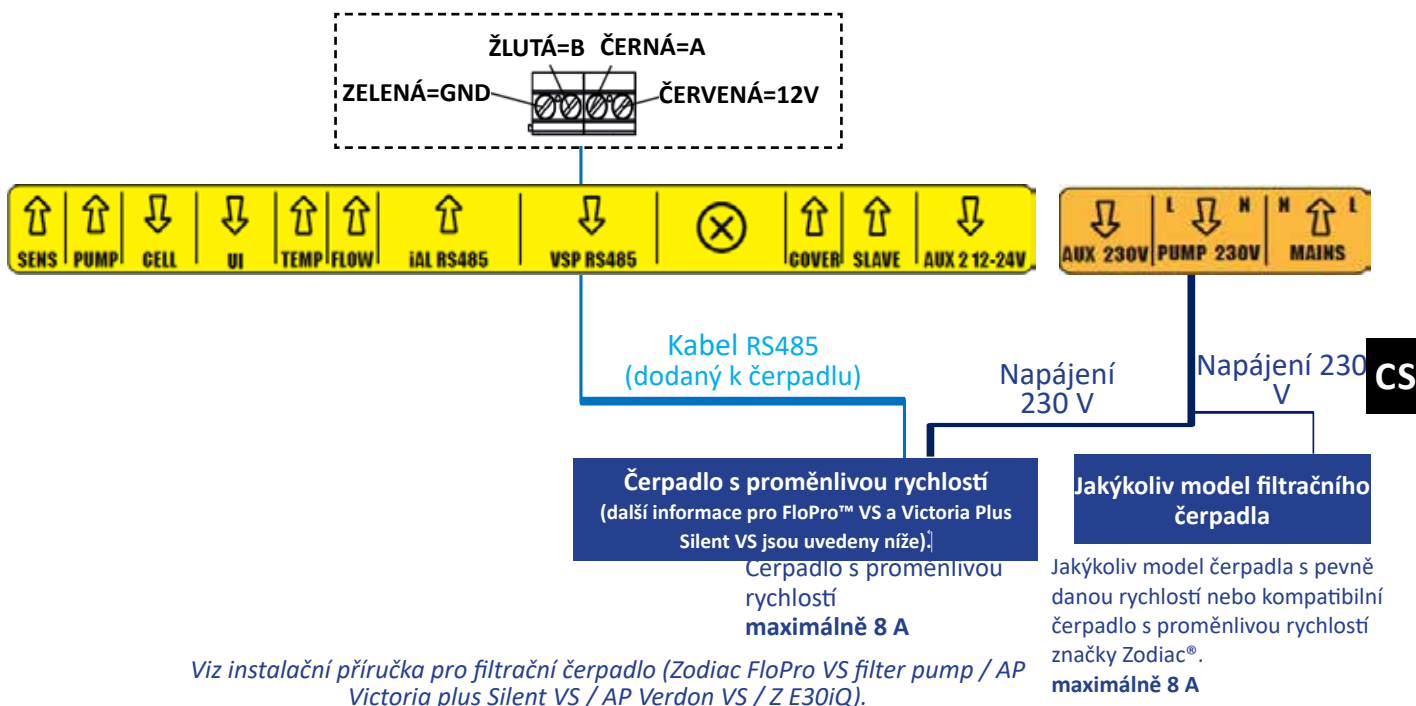 ŽLUTÁ=B ČERNÁ=A
ZELENÁ=GND ČERVENÁ=12V
SENS PUMP CELL UI TEMP FLOW iAL RS485 VSP RS485 COVER SLAVE AUX 2 12-24V
L N N L
AUX 230V PUMP 230V MAINS
Kabel RS485
(dodaný k čerpadlu)
Napájení
230 V
Napájení 230
V
CS
Čerpadlo s proměnlivou rychlostí
(další informace pro FloPro™ VS a Victoria Plus
Silent VS jsou uvedeny níže).
Jakýkoliv model filtračního
čerpadla
Čerpadlo s proměnlivou
rychlostí
maximálně 8 A
Jakýkoliv model čerpadla s pevně
danou rychlostí nebo kompatibilní
čerpadlo s proměnlivou rychlostí
značky Zodiac®.
maximálně 8 A
Viz instalační příručka pro filtrační čerpadlo (Zodiac FloPro VS filter pump / AP
Victoria plus Silent VS / AP Verdon VS / Z E30iQ).